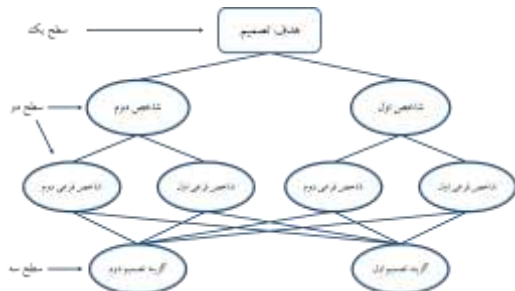 هدف: تصمیم
سطح یک
شاخص اول
شاخص دوم
سطح دو
شاخص فرعی اول
شاخص فرعی دوم
شاخص فرعی اول
شاخص فرعی دوم
گزینه تصمیم اول
گزینه تصمیم دوم
سطح سه